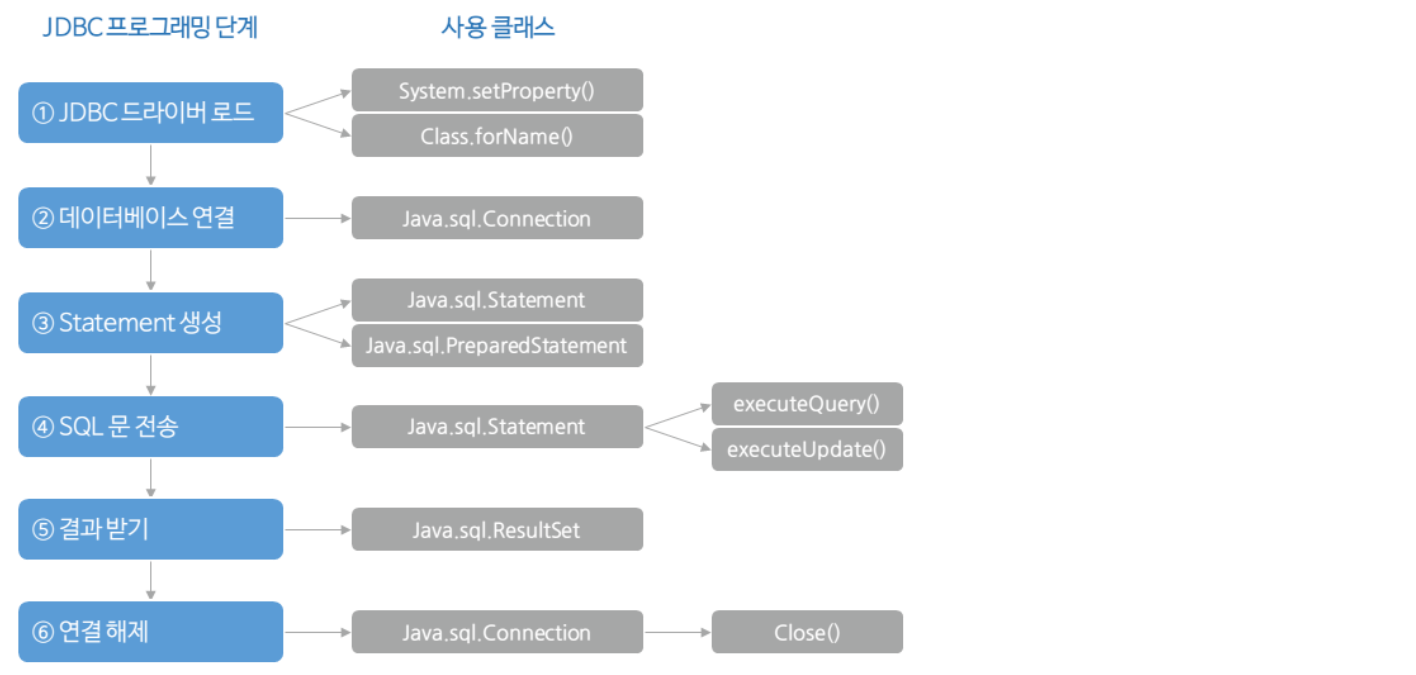 JDBC 프로그래밍 단계
사용 클래스
① JDBC 드라이버 로드
System.setProperty()
Class.forName()
② 데이터베이스 연결
Java.sql.Connection
③ Statement 생성
Java.sql.Statement
Java.sql.PreparedStatement
④ SQL 문 전송
Java.sql.Statement
executeQuery()
executeUpdate()
⑤ 결과 받기
Java.sql.ResultSet
⑥ 연결 해제
Java.sql.Connection
Close()